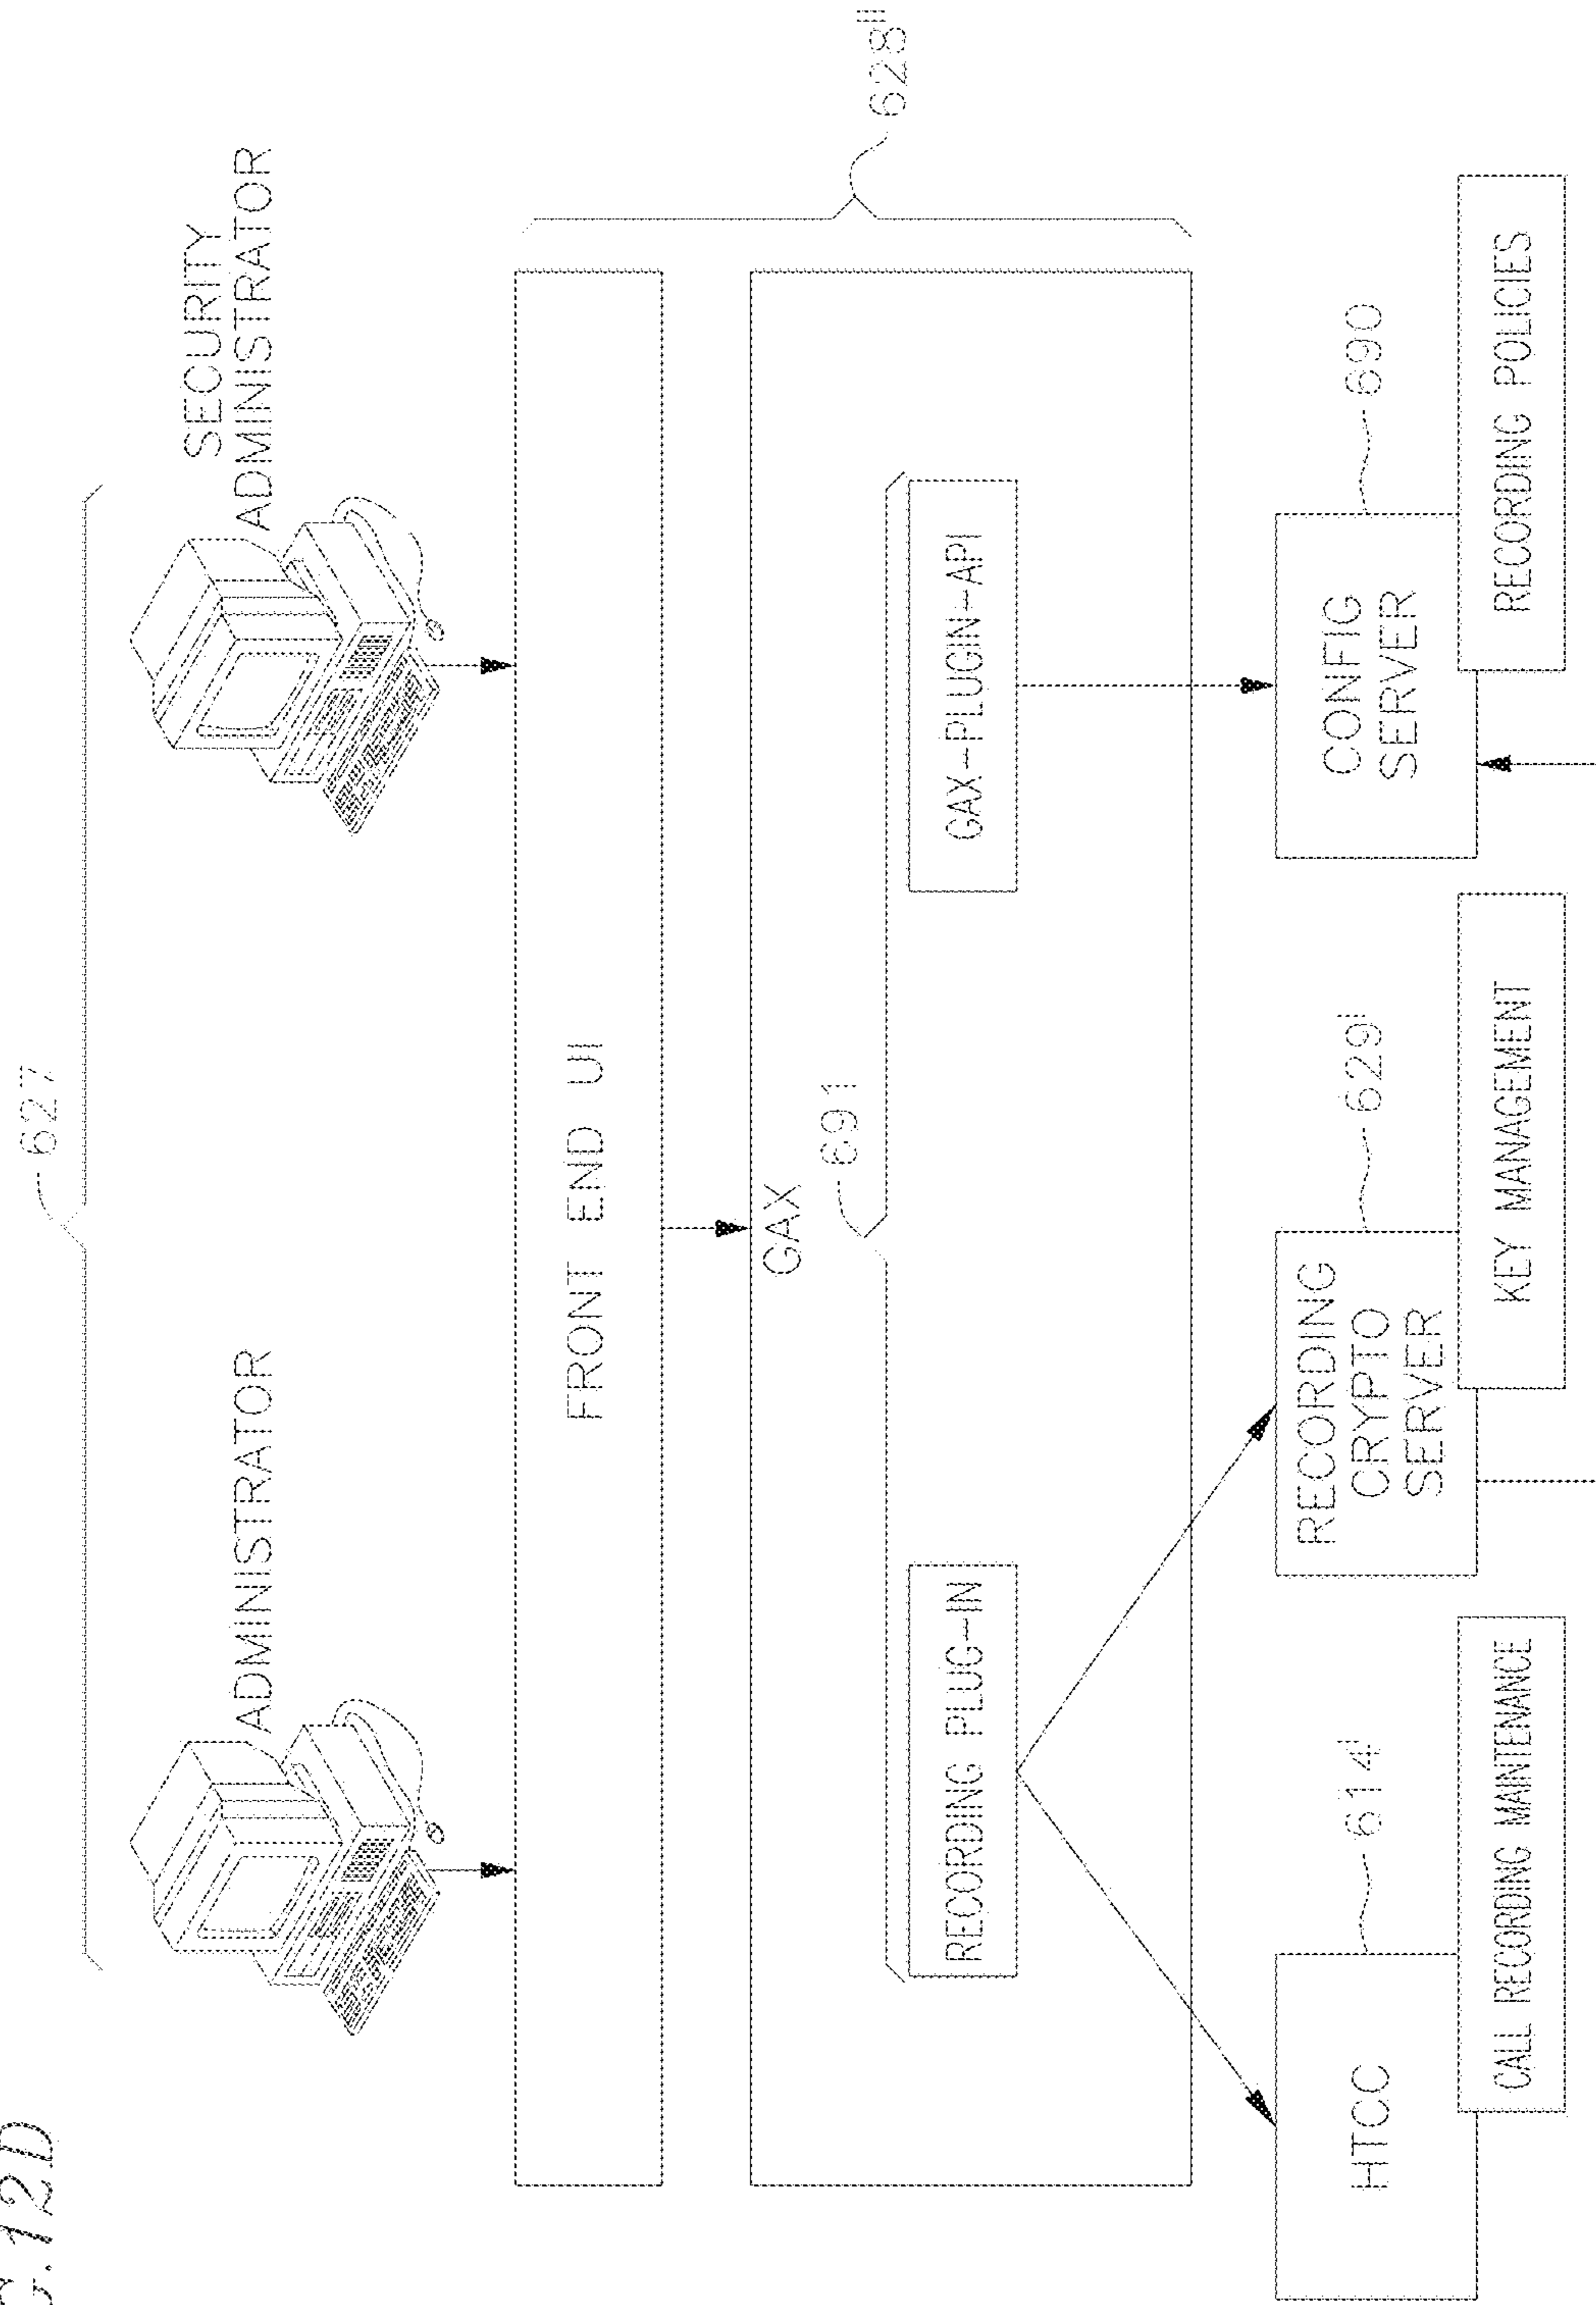 G.12D
627
ADMINISTRATOR
SECURITY
ADMINISTRATOR
FRONT END UI
628'''
GAX
691
RECORDING PLUG-IN
GAX-PLUGIN-API
HTCC
614''
CALL RECORDING MAINTENANCE
RECORDING
CRYPTO
SERVER
629'
KEY MANAGEMENT
CONFIG
SERVER
690
RECORDING POLICIES